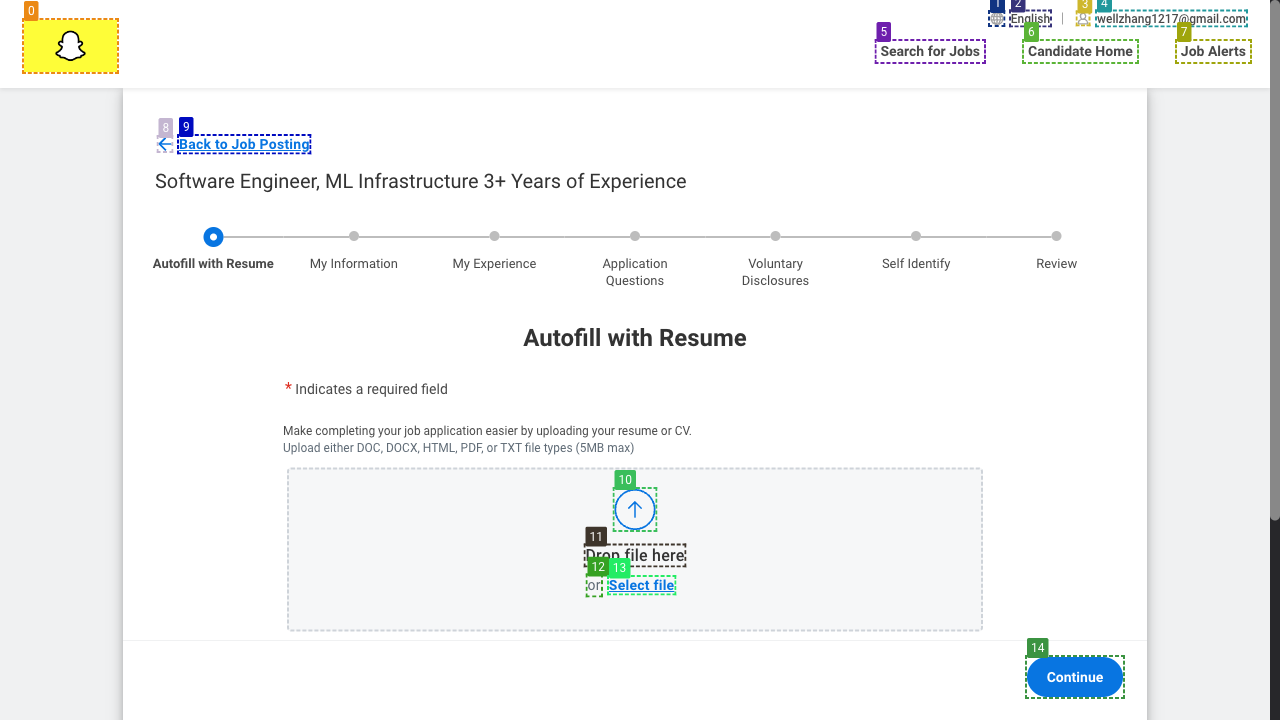 0
1
2
3
4
English
wellzhang1217@gmail.com
5
6
7
Search for Jobs
Candidate Home
Job Alerts
8
9
Back to Job Posting
Software Engineer, ML Infrastructure 3+ Years of Experience
Autofill with Resume
My Information
My Experience
Application Questions
Voluntary Disclosures
Self Identify
Review
Autofill with Resume
* Indicates a required field
Make completing your job application easier by uploading your resume or CV.
Upload either DOC, DOCX, HTML, PDF, or TXT file types (5MB max)
10
11
Drop file here
12
13
or Select file
14
Continue